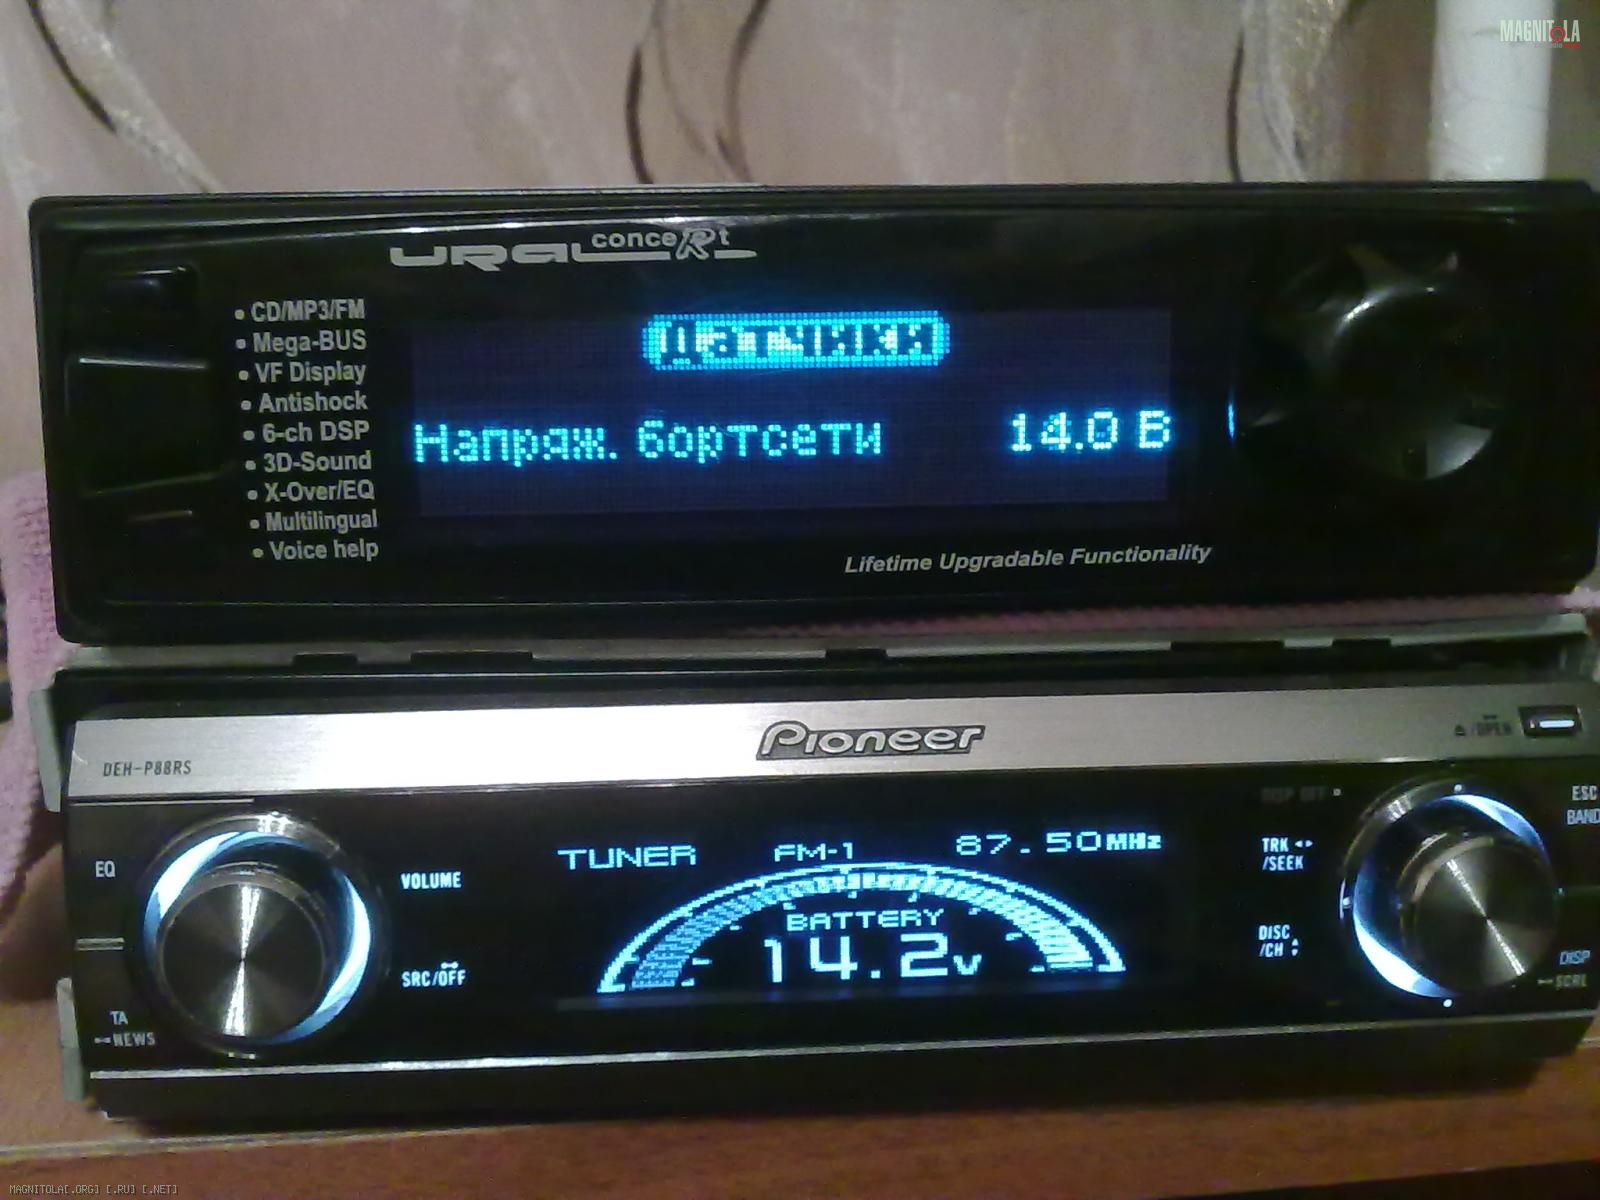 MAGNITOLA
URAL conceRt
• CD/MP3/FM
• Mega-BUS
• VF Display
• Antishock
• 6-ch DSP
• 3D-Sound
• X-Over/EQ
• Multilingual
• Voice help
Датчики
Напряж. бортсети 14.0 В
Lifetime Upgradable Functionality
Pioneer
DEH-P88RS
/OPEN
DISP OFF
ESC
BAND
EQ
VOLUME
TUNER FM-1 87.50MHz
TRK
/SEEK
BATTERY
14.2v
DISC
/CH
SRC/OFF
DISP
SCRL
TA
NEWS
MAGNITOLA[.ORG] [.RU] [.NET]